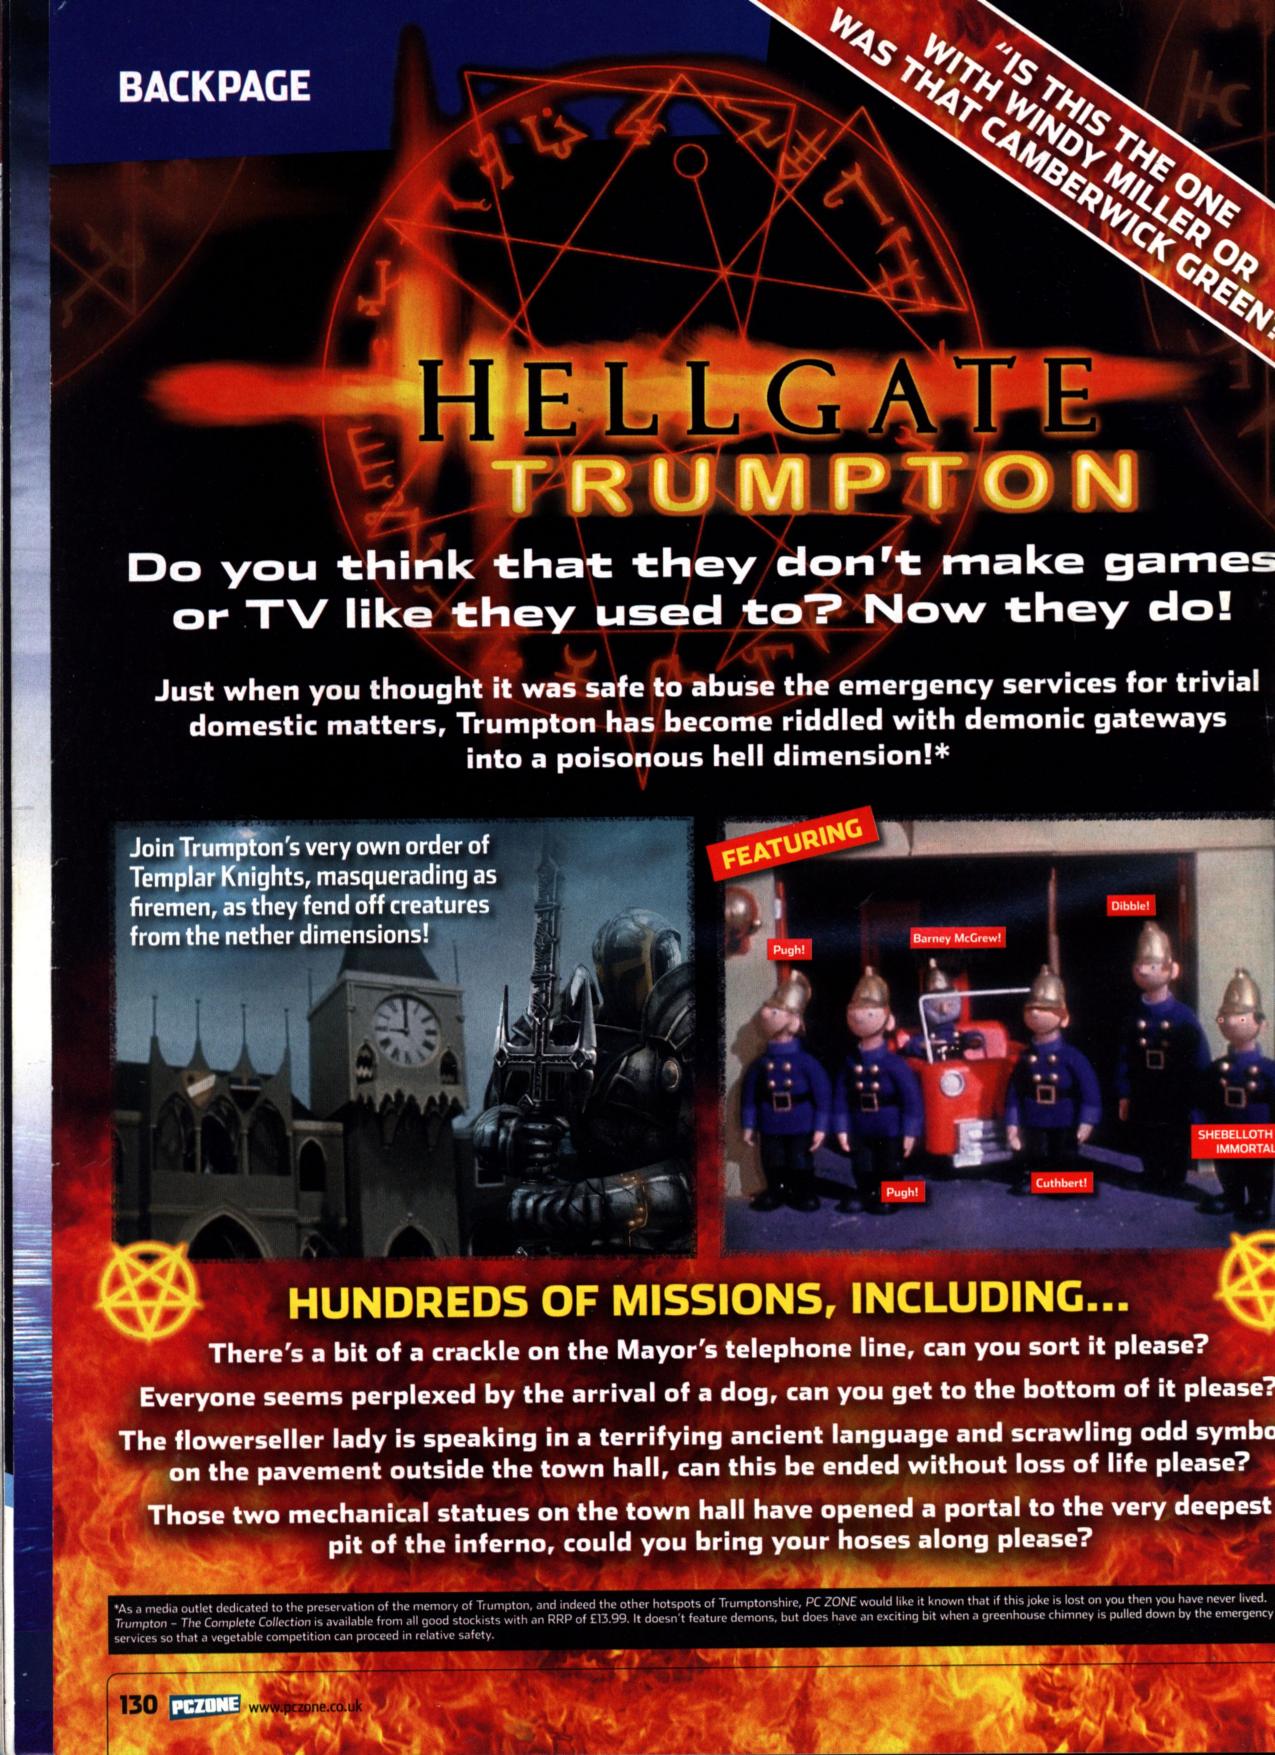 BACKPAGE
"IS THIS THE ONE
WITH WINDY MILLER OR
WAS THAT CAMBERWICK GREEN?
HELLGATE
TRUMPTON
Do you think that they don't make games
or TV like they used to? Now they do!
Just when you thought it was safe to abuse the emergency services for trivial
domestic matters, Trumpton has become riddled with demonic gateways
into a poisonous hell dimension!*
Join Trumpton's very own order of
Templar Knights, masquerading as
firemen, as they fend off creatures
from the nether dimensions!
FEATURING
Pugh!
Barney McGrew!
Dibble!
Pugh!
Cuthbert!
SHEBELLOTH
IMMORTAL
HUNDREDS OF MISSIONS, INCLUDING...
There's a bit of a crackle on the Mayor's telephone line, can you sort it please?
Everyone seems perplexed by the arrival of a dog, can you get to the bottom of it please?
The flowerseller lady is speaking in a terrifying ancient language and scrawling odd symbo
on the pavement outside the town hall, can this be ended without loss of life please?
Those two mechanical statues on the town hall have opened a portal to the very deepest
pit of the inferno, could you bring your hoses along please?
*As a media outlet dedicated to the preservation of the memory of Trumpton, and indeed the other hotspots of Trumptonshire, PC ZONE would like it known that if this joke is lost on you then you have never lived.
Trumpton – The Complete Collection is available from all good stockists with an RRP of £13.99. It doesn't feature demons, but does have an exciting bit when a greenhouse chimney is pulled down by the emergency
services so that a vegetable competition can proceed in relative safety.
130 PCZONE www.pczone.co.uk